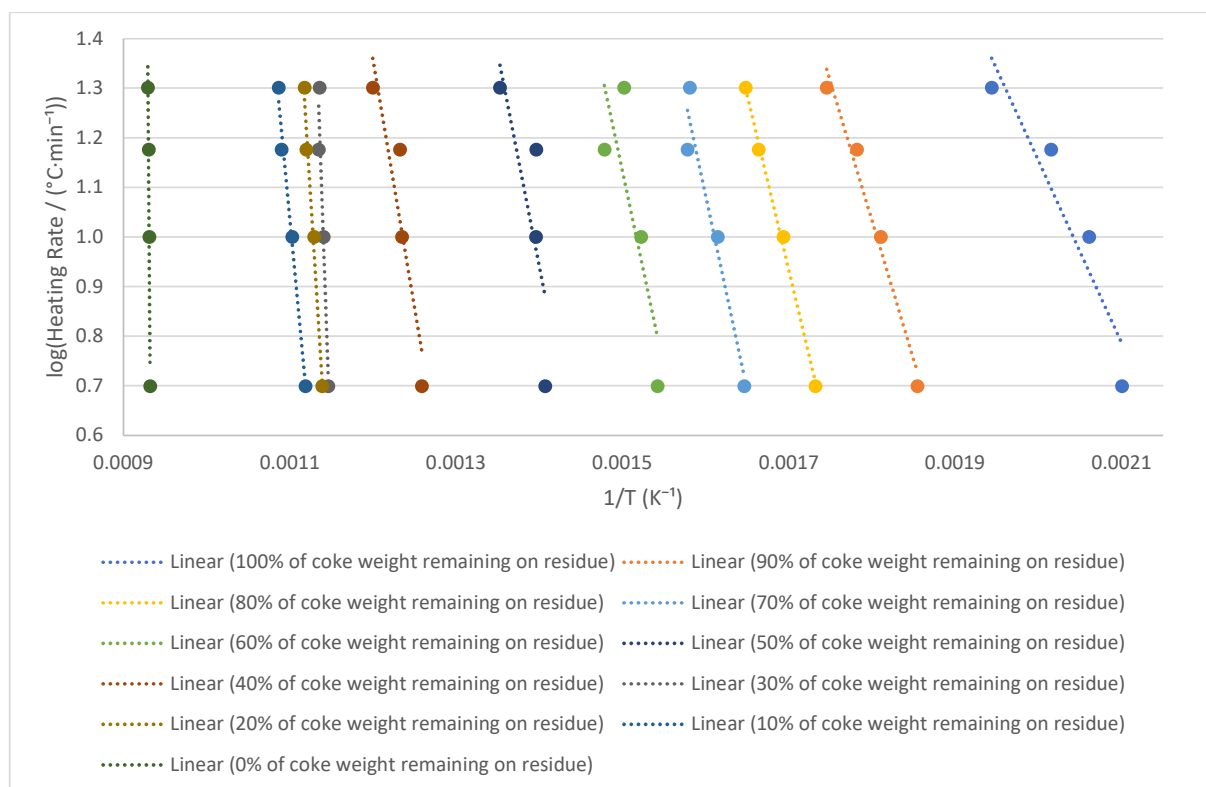 log(Heating Rate / (°C·min⁻¹))
1.4
1.3
1.2
1.1
1.0
0.9
0.8
0.7
0.6
0.0009 0.0011 0.0013 0.0015 0.0017 0.0019 0.0021
1/T (K⁻¹)
Linear (100% of coke weight remaining on residue) Linear (90% of coke weight remaining on residue)
Linear (80% of coke weight remaining on residue) Linear (70% of coke weight remaining on residue)
Linear (60% of coke weight remaining on residue) Linear (50% of coke weight remaining on residue)
Linear (40% of coke weight remaining on residue) Linear (30% of coke weight remaining on residue)
Linear (20% of coke weight remaining on residue) Linear (10% of coke weight remaining on residue)
Linear (0% of coke weight remaining on residue)